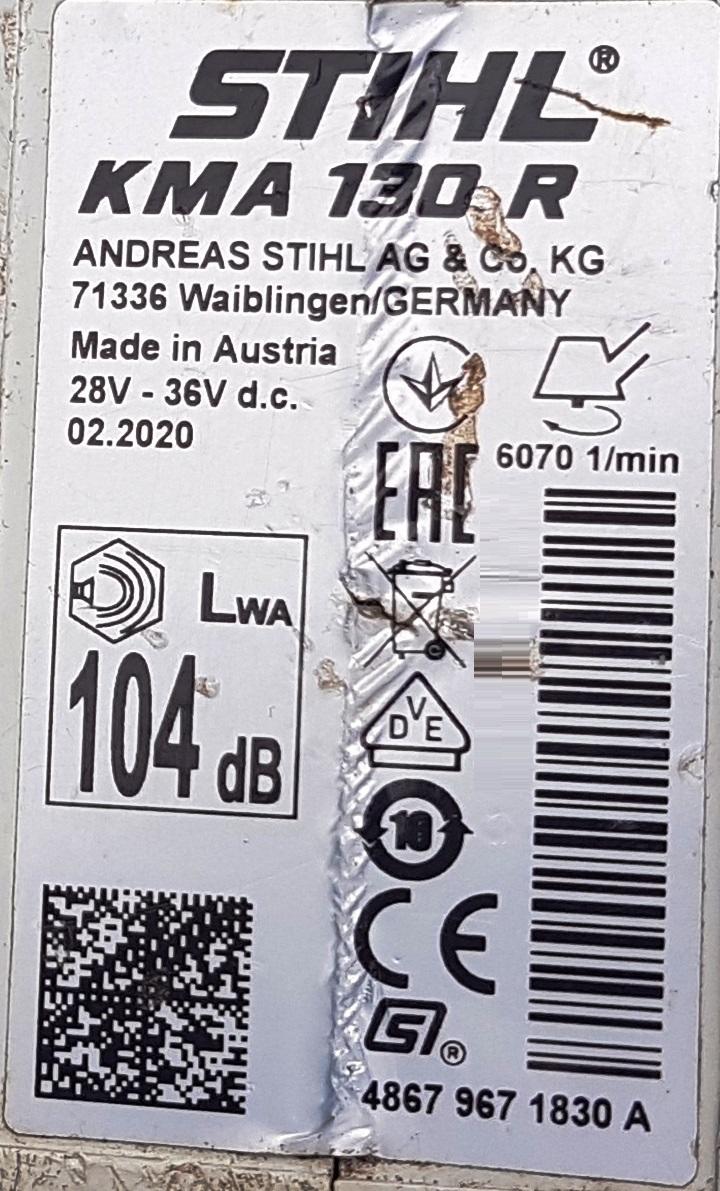 STIHL®
KMA 130 R
ANDREAS STIHL AG & Co. KG
71336 Waiblingen/GERMANY
Made in Austria
28V - 36V d.c.
02.2020
6070 1/min
EAC
LWA
104 dB
DVE
10
CE
G®
4867 967 1830 A